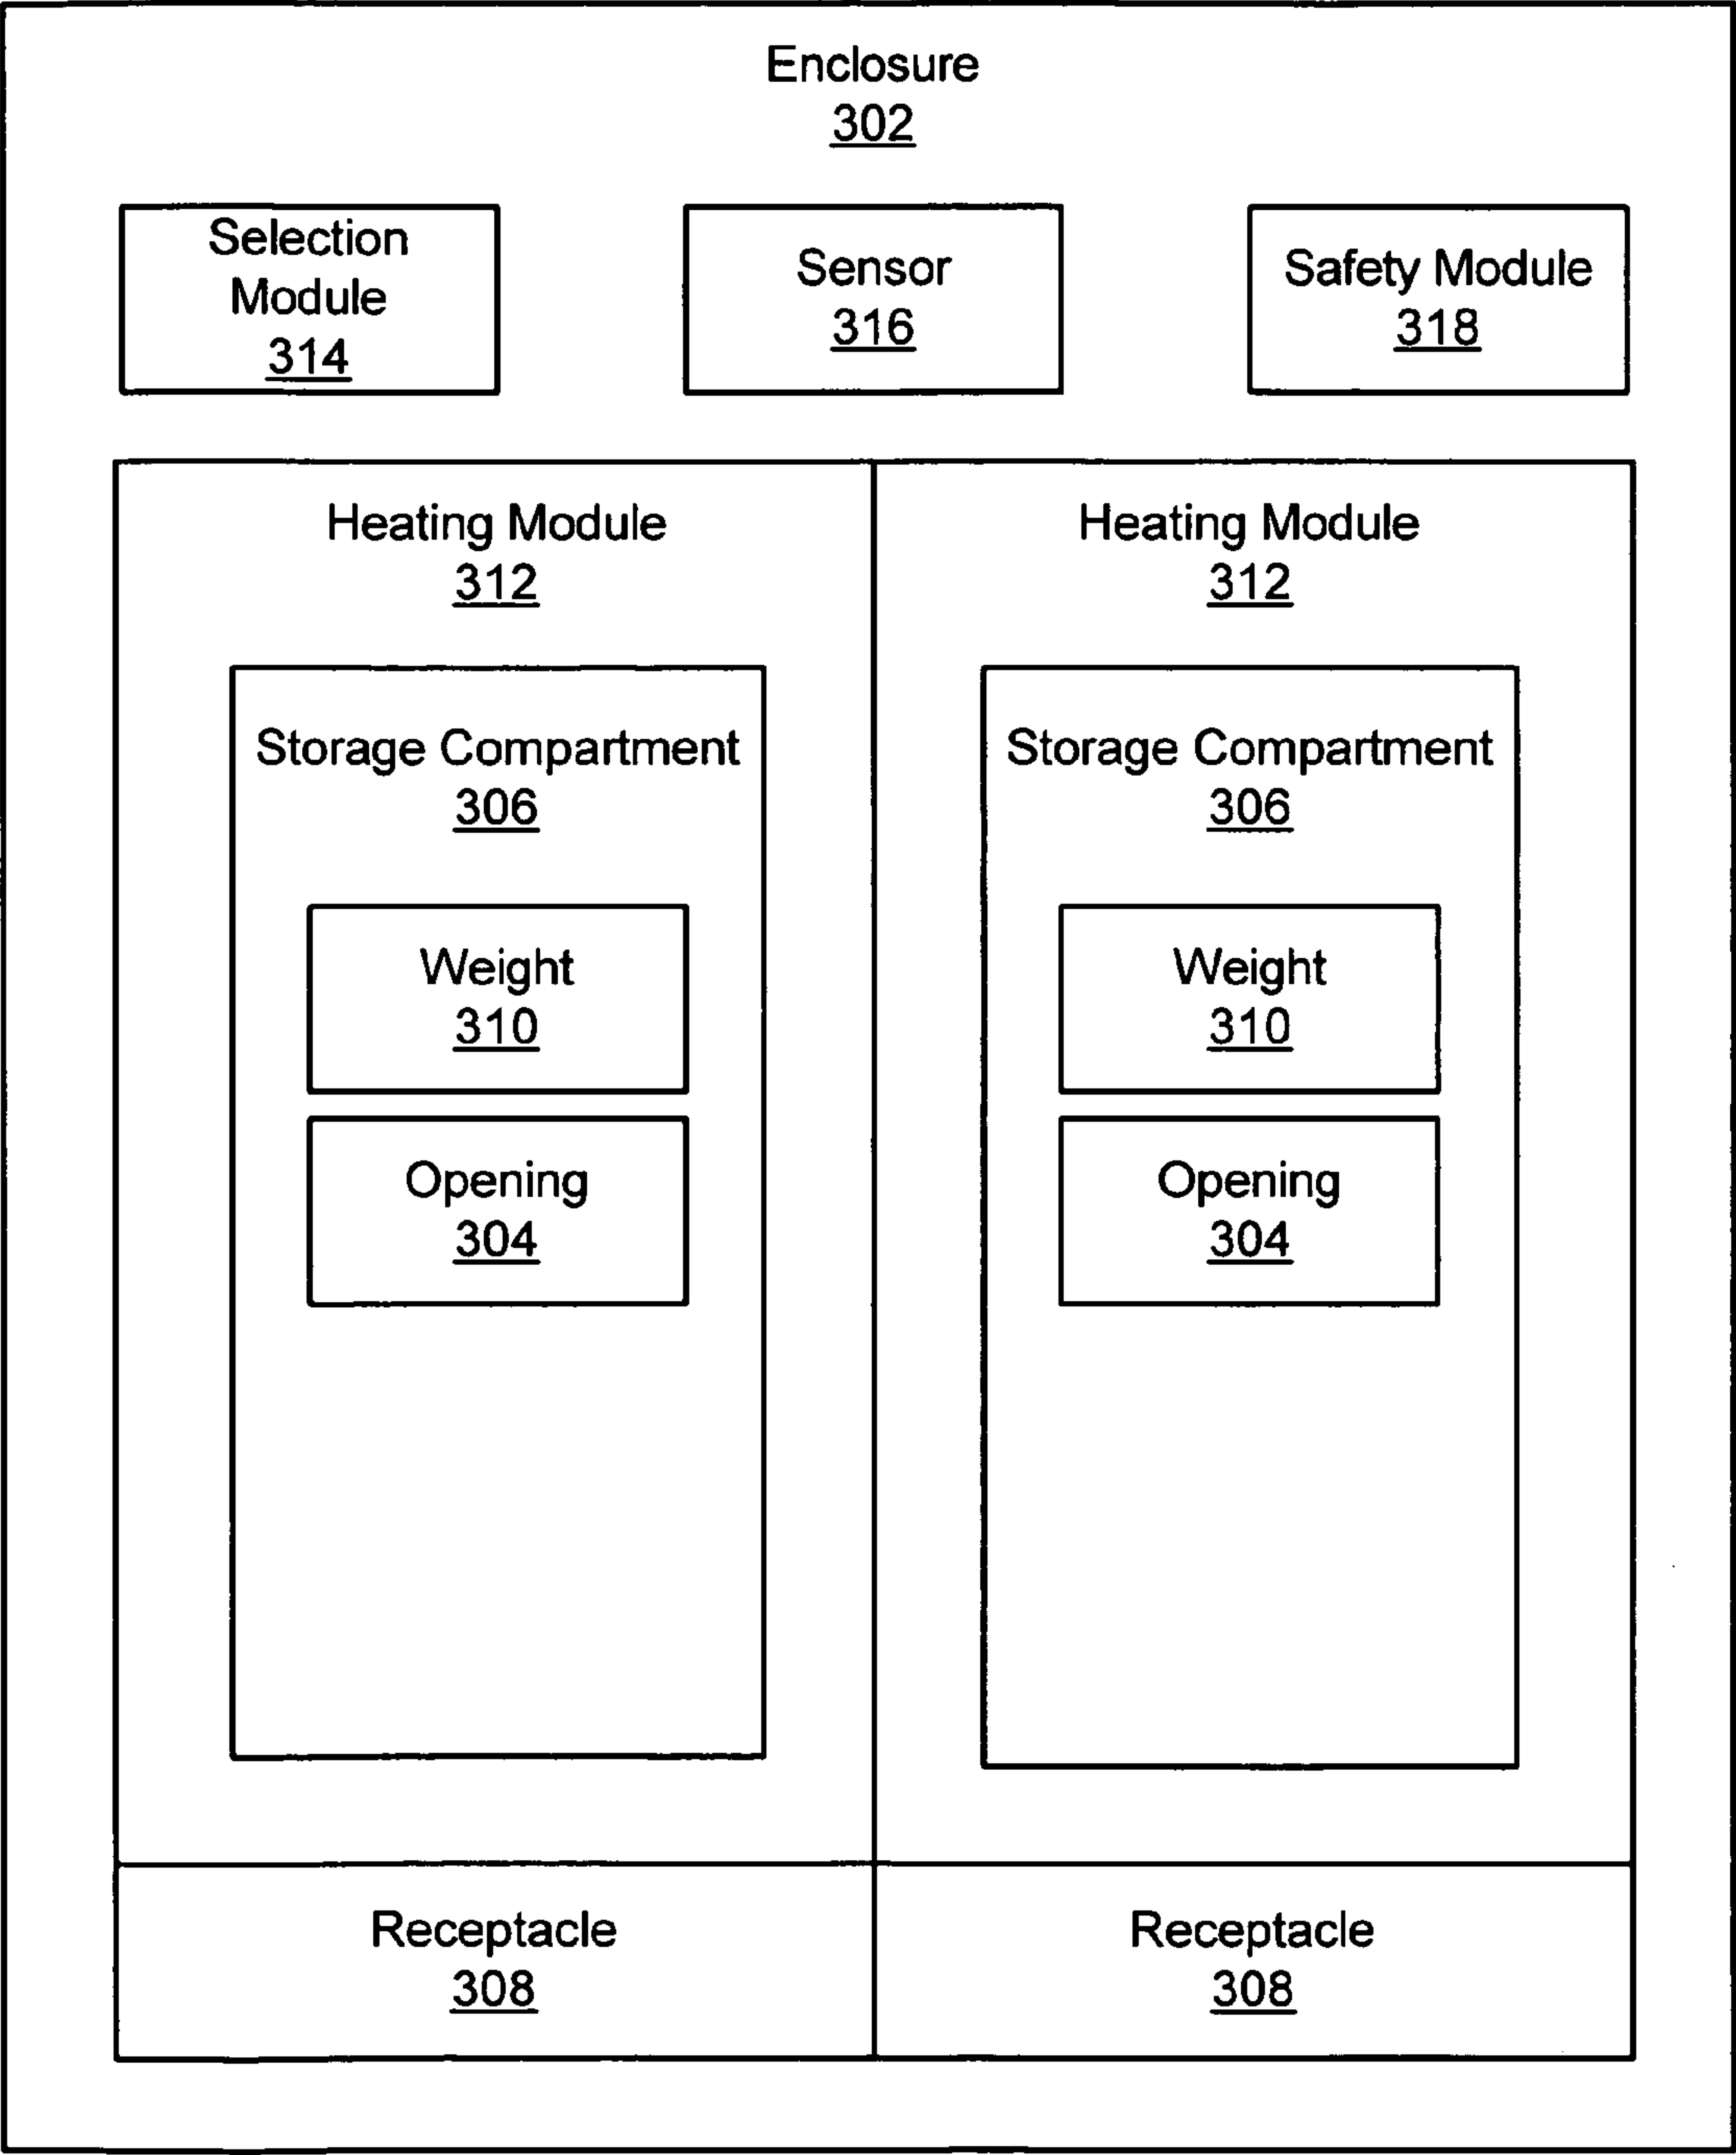 Enclosure
302
Selection
Module
314
Sensor
316
Safety Module
318
Heating Module
312
Storage Compartment
306
Weight
310
Opening
304
Receptacle
308
Heating Module
312
Storage Compartment
306
Weight
310
Opening
304
Receptacle
308